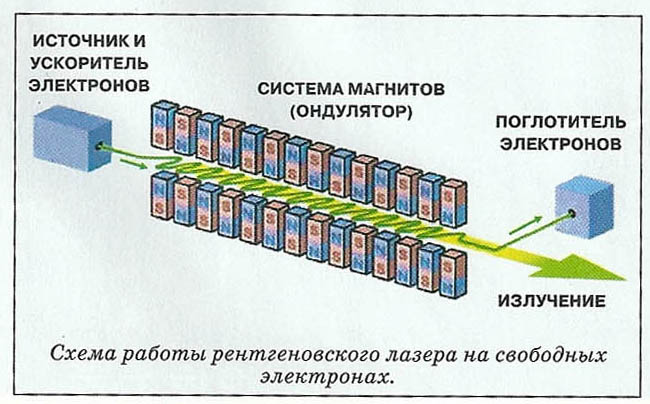 ИСТОЧНИК И
УСКОРИТЕЛЬ
ЭЛЕКТРОНОВ
СИСТЕМА МАГНИТОВ
(ОНДУЛЯТОР)
ПОГЛОТИТЕЛЬ
ЭЛЕКТРОНОВ
ИЗЛУЧЕНИЕ
Схема работы рентгеновского лазера на свободных
электронах.